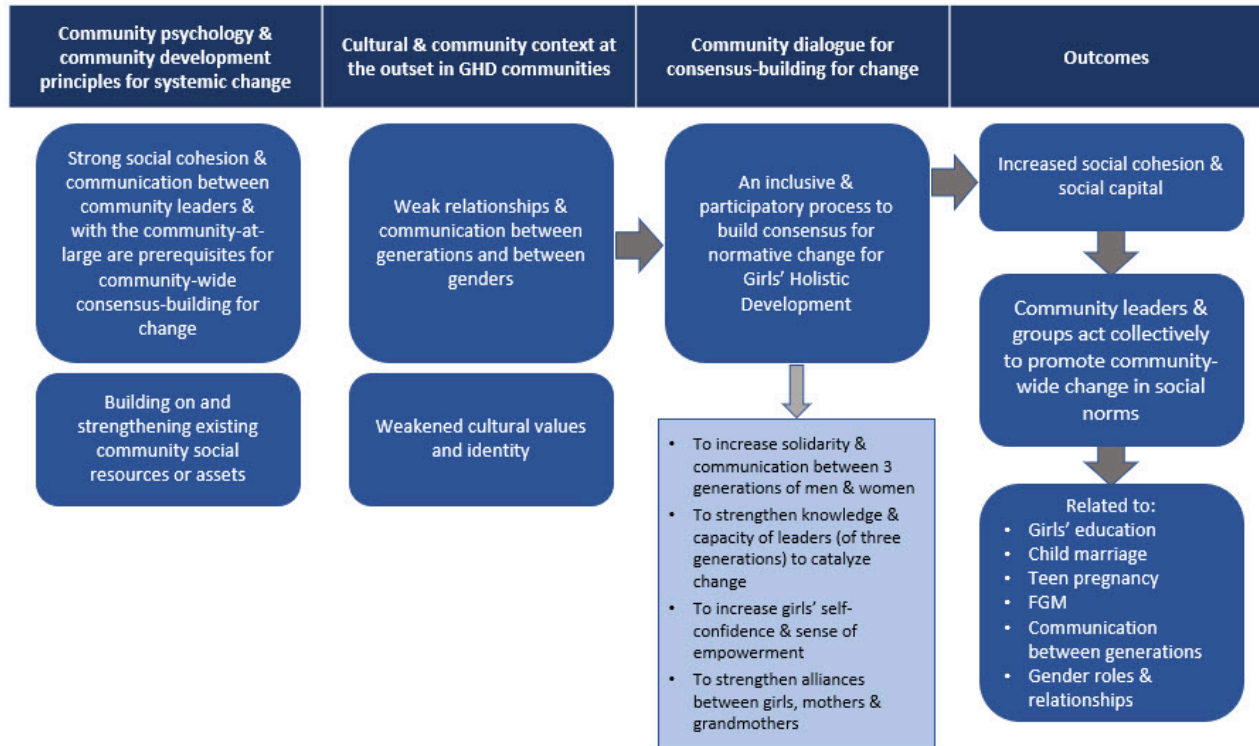 Community psychology &
community development
principles for systemic change
Cultural & community context at
the outset in GHD communities
Community dialogue for
consensus-building for change
Outcomes
Strong social cohesion &
communication between
community leaders &
with the community-at-
large are prerequisites for
community-wide
consensus-building for
change
Building on and
strengthening existing
community social
resources or assets
Weak relationships &
communication between
generations and between
genders
Weakened cultural values
and identity
An inclusive &
participatory process to
build consensus for
normative change for
Girls’ Holistic
Development
• To increase solidarity &
communication between 3
generations of men & women
• To strengthen knowledge &
capacity of leaders (of three
generations) to catalyze
change
• To increase girls’ self-
confidence & sense of
empowerment
• To strengthen alliances
between girls, mothers &
grandmothers
Increased social cohesion &
social capital
Community leaders &
groups act collectively
to promote community-
wide change in social
norms
Related to:
• Girls’ education
• Child marriage
• Teen pregnancy
• FGM
• Communication
between generations
• Gender roles &
relationships